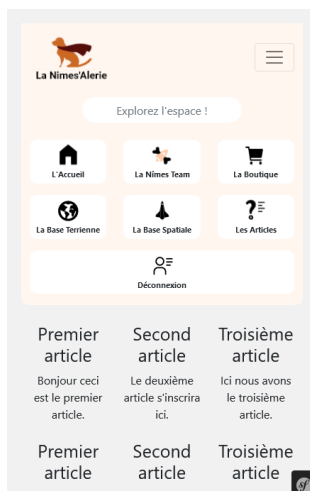 La Nimes'Alerie
Explorez l'espace !
L'Accueil
La Nîmes Team
La Boutique
La Base Terrienne
La Base Spatiale
Les Articles
Déconnexion
Premier article
Second article
Troisième article
Bonjour ceci est le premier article.
Le deuxième article s'inscrira ici.
Ici nous avons le troisième article.
Premier article
Second article
Troisième article
sf